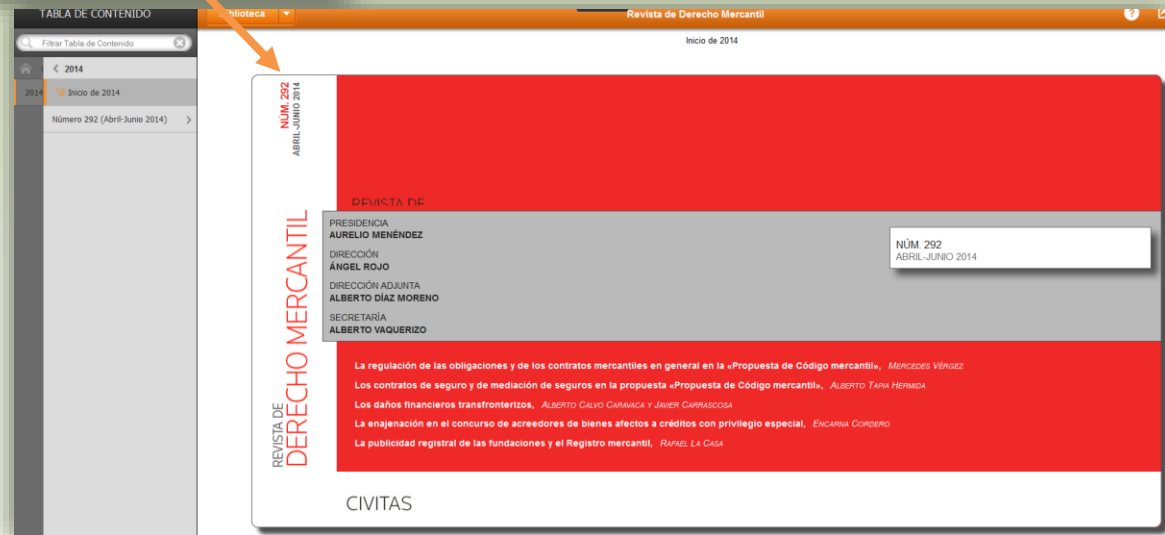 TABLA DE CONTENIDO
Biblioteca
Revista de Derecho Mercantil
?
Filtrar Tabla de Contenido
Inicio de 2014
2014
2014
Inicio de 2014
Número 292 (Abril-Junio 2014)
NÚM. 292
ABRIL-JUNIO 2014
REVISTA DE
DERECHO MERCANTIL
REVISTA DE
PRESIDENCIA
AURELIO MENÉNDEZ
DIRECCIÓN
ÁNGEL ROJO
DIRECCIÓN ADJUNTA
ALBERTO DÍAZ MORENO
SECRETARÍA
ALBERTO VAQUERIZO
NÚM. 292
ABRIL-JUNIO 2014
La regulación de las obligaciones y de los contratos mercantiles en general en la «Propuesta de Código mercantil», MERCEDES VÉRGEZ
Los contratos de seguro y de mediación de seguros en la propuesta «Propuesta de Código mercantil», ALBERTO TAPIA HERMIDA
Los daños financieros transfronterizos, ALBERTO CALVO CARAVACA Y JAVIER CARRASCOSA
La enajenación en el concurso de acreedores de bienes afectos a créditos con privilegio especial, ENCARNA CORDERO
La publicidad registral de las fundaciones y el Registro mercantil, RAFAEL LA CASA
CIVITAS